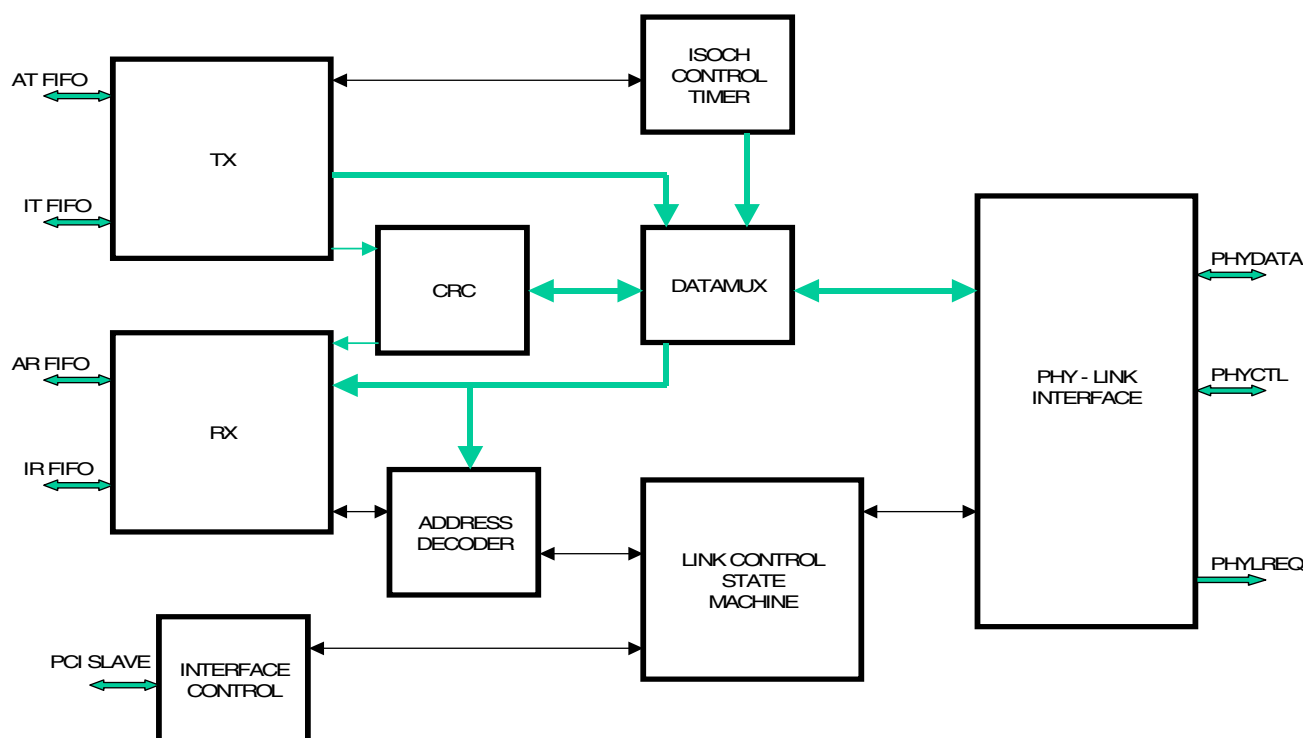 ISOCH
CONTROL
TIMER
AT FIFO
TX
IT FIFO
CRC
DATAMUX
PHYDATA
AR FIFO
RX
PHY - LINK
INTERFACE
PHYCTL
IR FIFO
ADDRESS
DECODER
LINK CONTROL
STATE
MACHINE
PHYLREQ
PCI SLAVE
INTERFACE
CONTROL